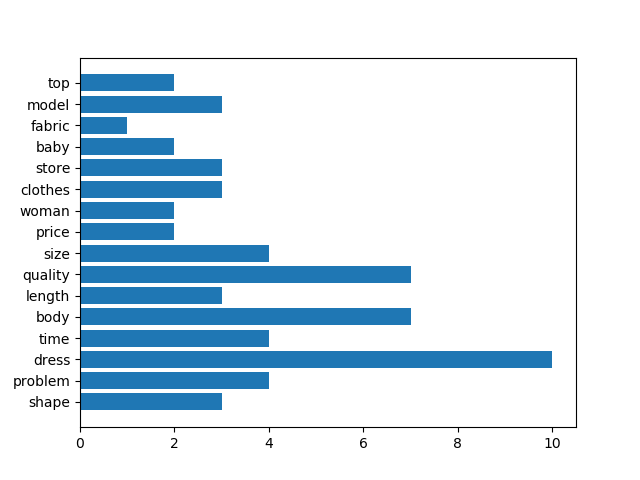 top
model
fabric
baby
store
clothes
woman
price
size
quality
length
body
time
dress
problem
shape
0 2 4 6 8 10